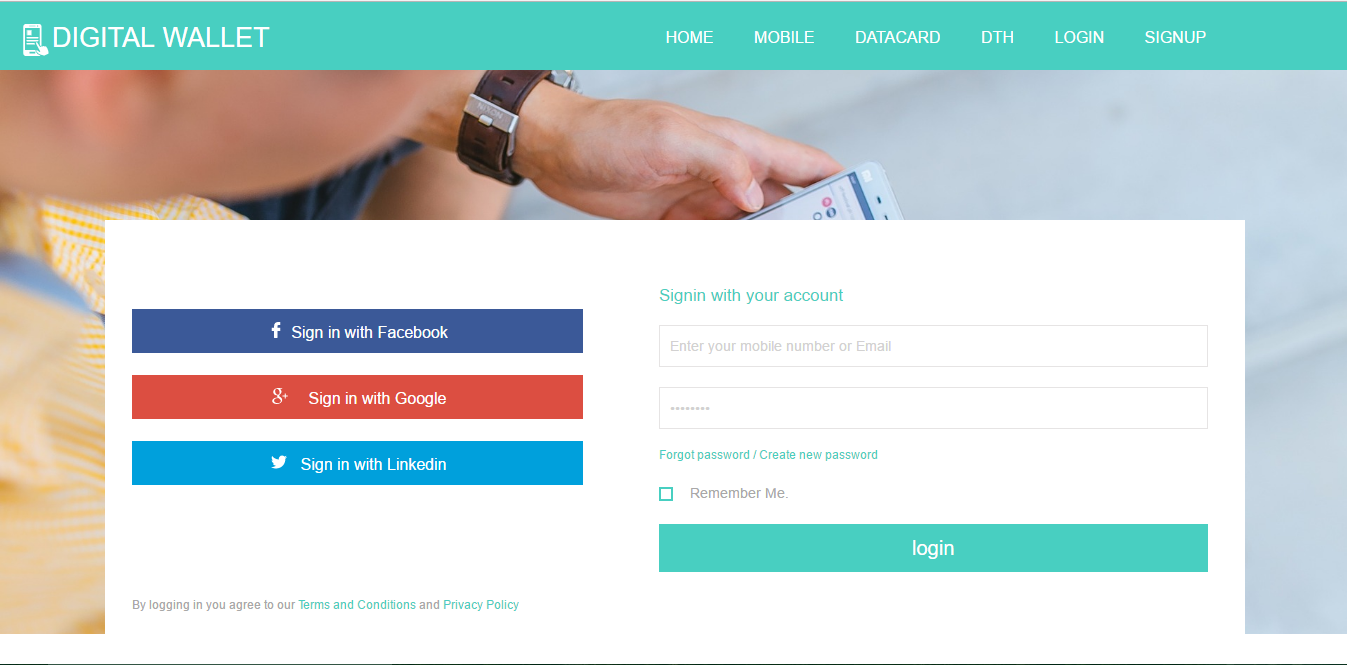 DIGITAL WALLET
HOME MOBILE DATACARD DTH LOGIN SIGNUP
f Sign in with Facebook
g+ Sign in with Google
Sign in with Linkedin
Signin with your account
Enter your mobile number or Email
••••••••
Forgot password / Create new password
Remember Me.
login
By logging in you agree to our Terms and Conditions and Privacy Policy